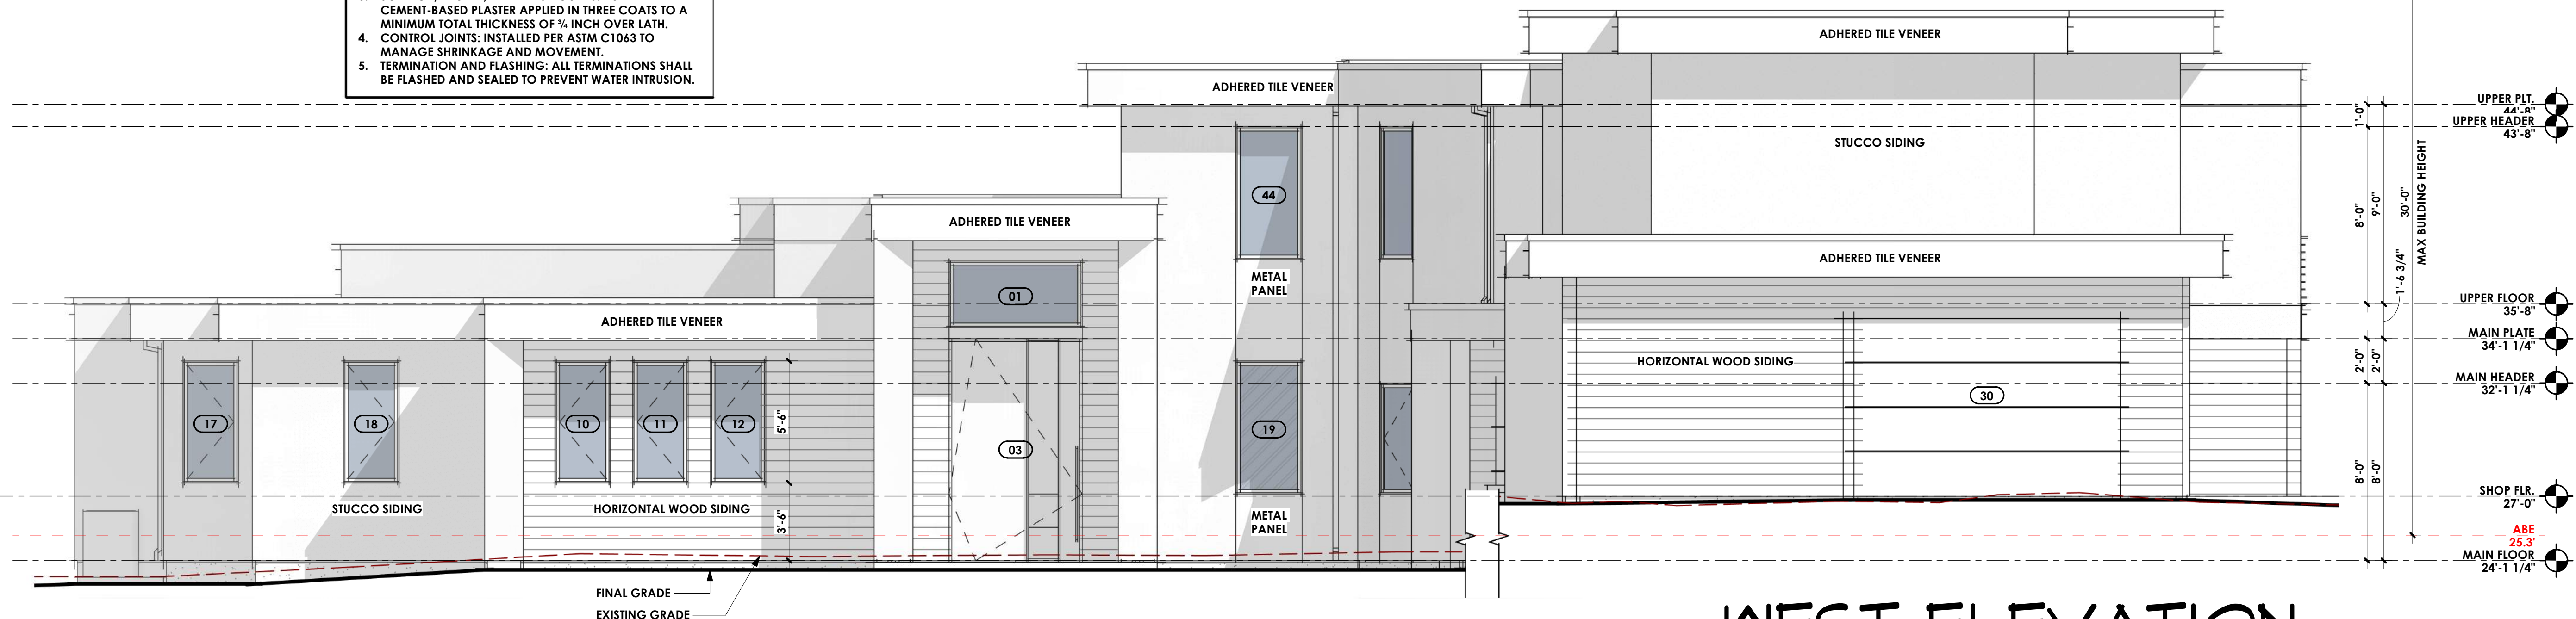 CEMENT-BASED PLASTER APPLIED IN THREE COATS TO A
MINIMUM TOTAL THICKNESS OF ¾ INCH OVER LATH.
4. CONTROL JOINTS: INSTALLED PER ASTM C1063 TO
MANAGE SHRINKAGE AND MOVEMENT.
5. TERMINATION AND FLASHING: ALL TERMINATIONS SHALL
BE FLASHED AND SEALED TO PREVENT WATER INTRUSION.
ADHERED TILE VENEER
ADHERED TILE VENEER
STUCCO SIDING
ADHERED TILE VENEER
ADHERED TILE VENEER
ADHERED TILE VENEER
44
METAL
PANEL
01
HORIZONTAL WOOD SIDING
30
17
18
10
11
12
5'-6"
03
19
STUCCO SIDING
HORIZONTAL WOOD SIDING
3'-6"
METAL
PANEL
FINAL GRADE
EXISTING GRADE
1'-0"
8'-0"
9'-0"
30'-0"
MAX BUILDING HEIGHT
1'-6 3/4"
2'-0"
2'-0"
8'-0"
8'-0"
UPPER PLT.
44'-8"
UPPER HEADER
43'-8"
UPPER FLOOR
35'-8"
MAIN PLATE
34'-1 1/4"
MAIN HEADER
32'-1 1/4"
SHOP FLR.
27'-0"
ABE
25.3'
MAIN FLOOR
24'-1 1/4"
WEST ELEVATION